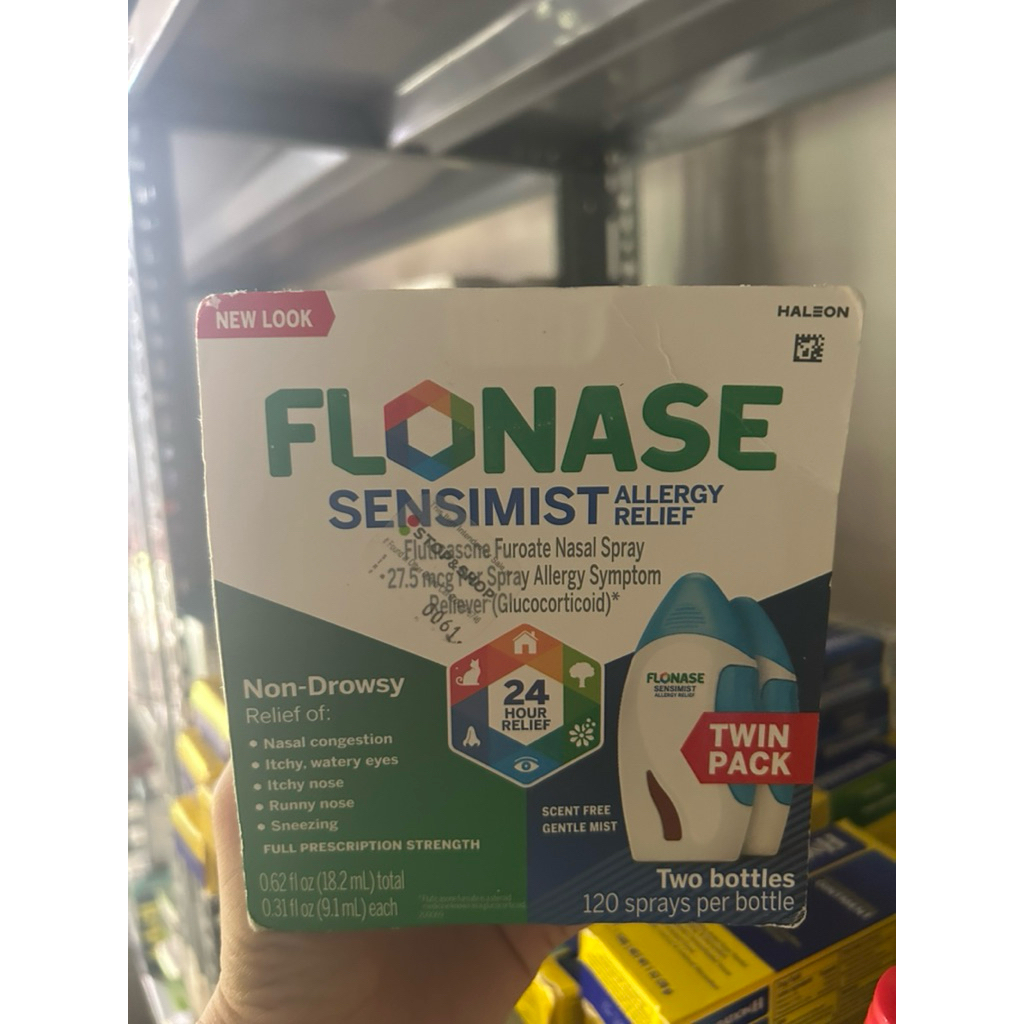 NEW LOOK
HALEON
FLONASE
SENSIMIST ALLERGY
RELIEF
Fluticasone Furoate Nasal Spray
27.5 mcg Per Spray Allergy Symptom
Reliever (Glucocorticoid)*
STOP&SHOP
0061
Non-Drowsy
Relief of:
• Nasal congestion
• Itchy, watery eyes
• Itchy nose
• Runny nose
• Sneezing
FULL PRESCRIPTION STRENGTH
0.62 fl oz (18.2 mL) total
0.31 fl oz (9.1 mL) each
24
HOUR
RELIEF
FLONASE
SENSIMIST
ALLERGY RELIEF
TWIN
PACK
SCENT FREE
GENTLE MIST
Two bottles
120 sprays per bottle